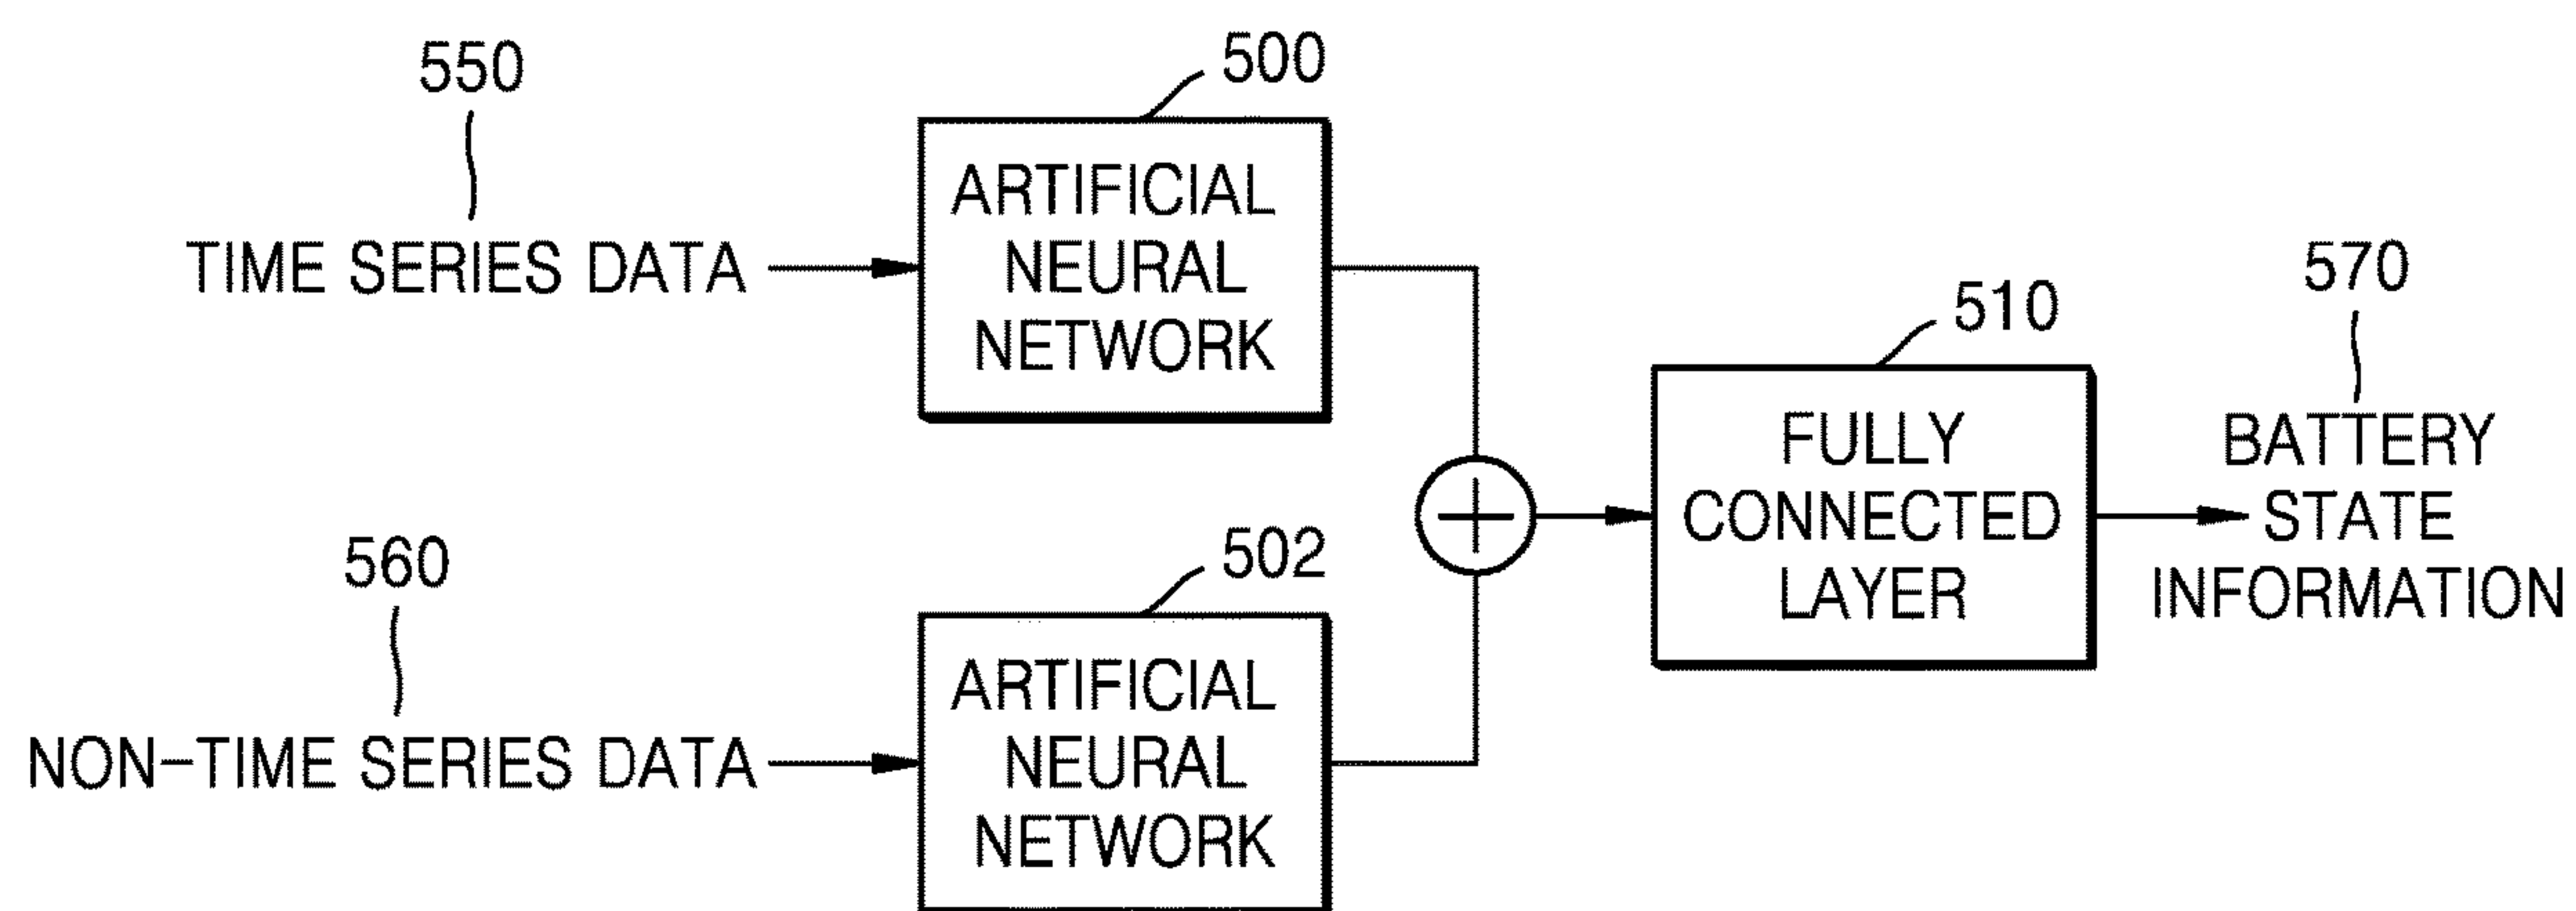 550
TIME SERIES DATA
500
ARTIFICIAL
NEURAL
NETWORK
560
NON-TIME SERIES DATA
502
ARTIFICIAL
NEURAL
NETWORK
510
FULLY
CONNECTED
LAYER
570
BATTERY
STATE
INFORMATION